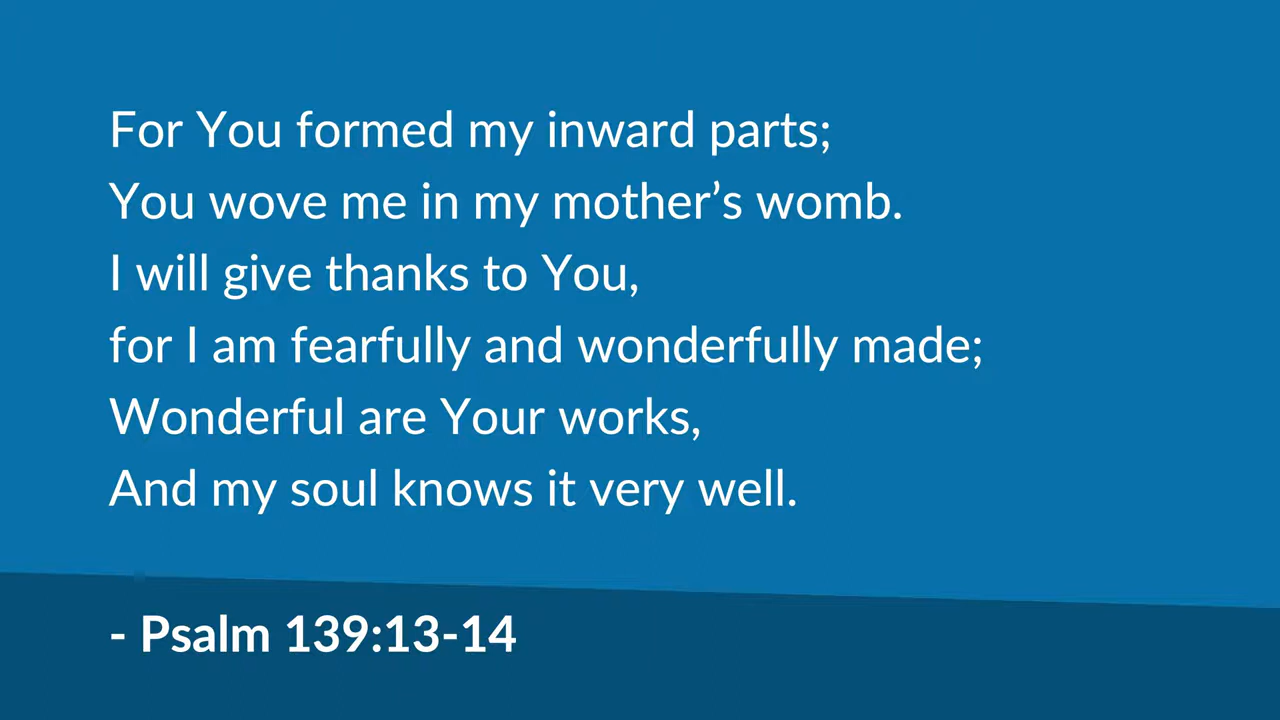 For You formed my inward parts;
You wove me in my mother’s womb.
I will give thanks to You,
for I am fearfully and wonderfully made;
Wonderful are Your works,
And my soul knows it very well.
- Psalm 139:13-14